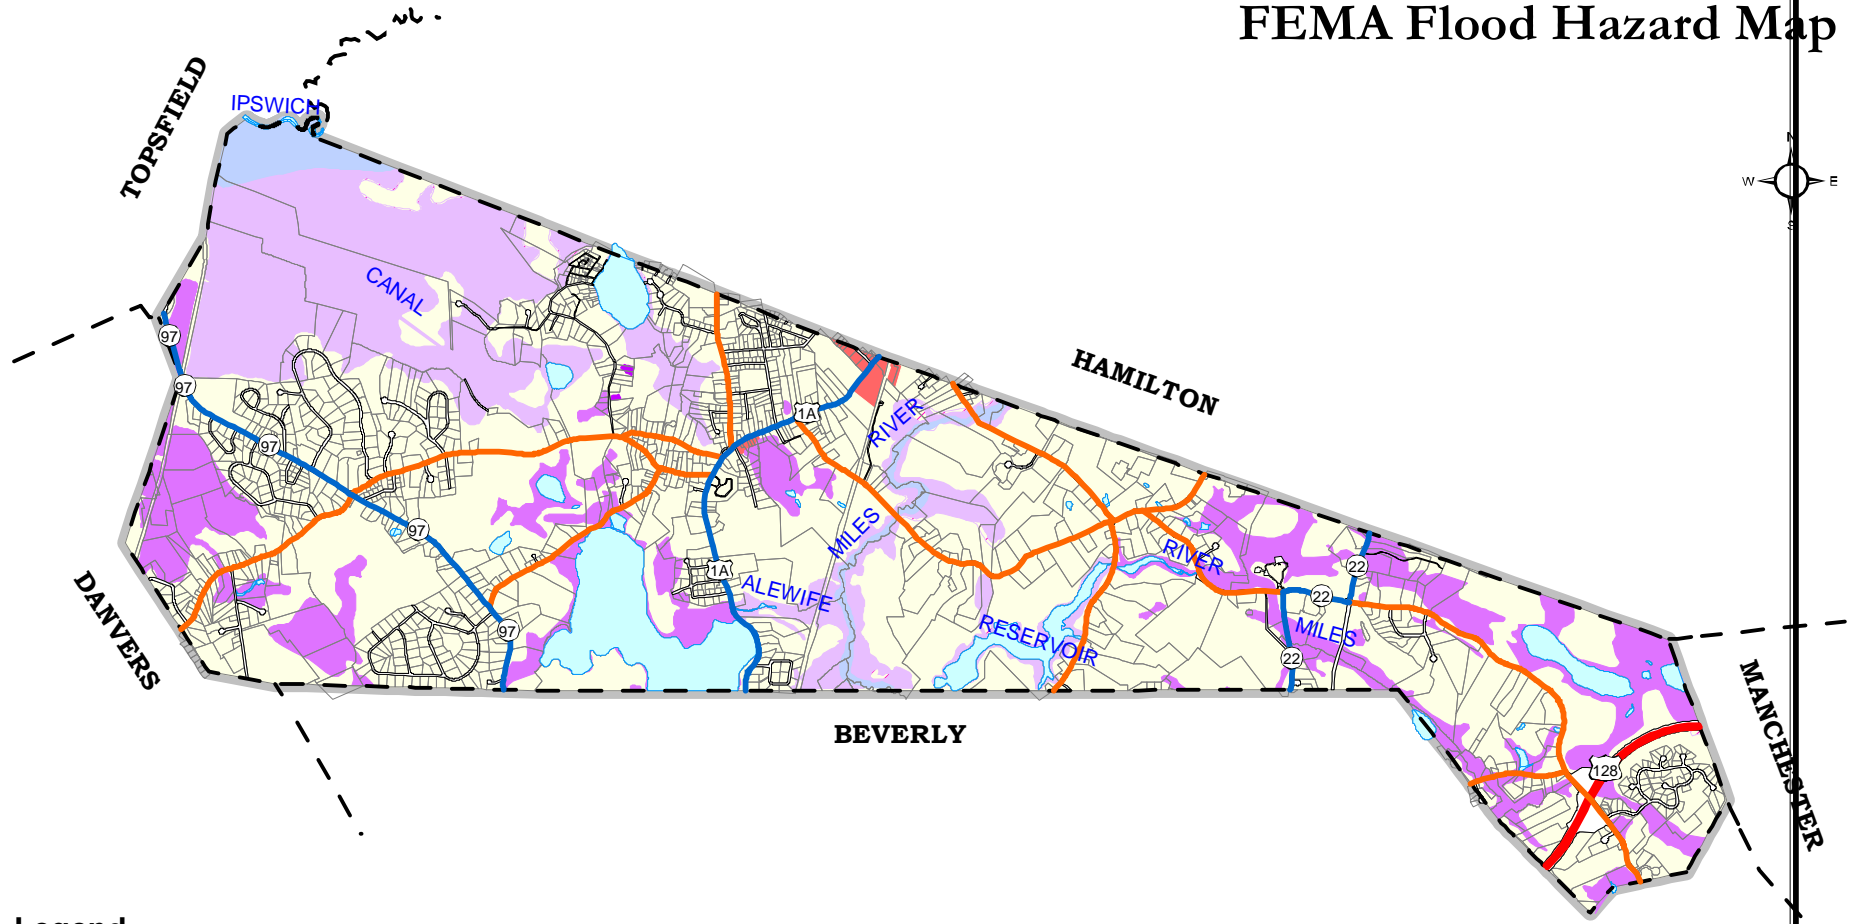 FEMA Flood Hazard Map
TOPSFIELD
IPSWICH
N
W
E
S
CANAL
97
HAMILTON
97
1A
RIVER
97
97
MILES
RIVER
22
1A
ALEWIFE
22
DANVERS
97
RESERVOIR
MILES
22
MANCHESTER
BEVERLY
128
Legend